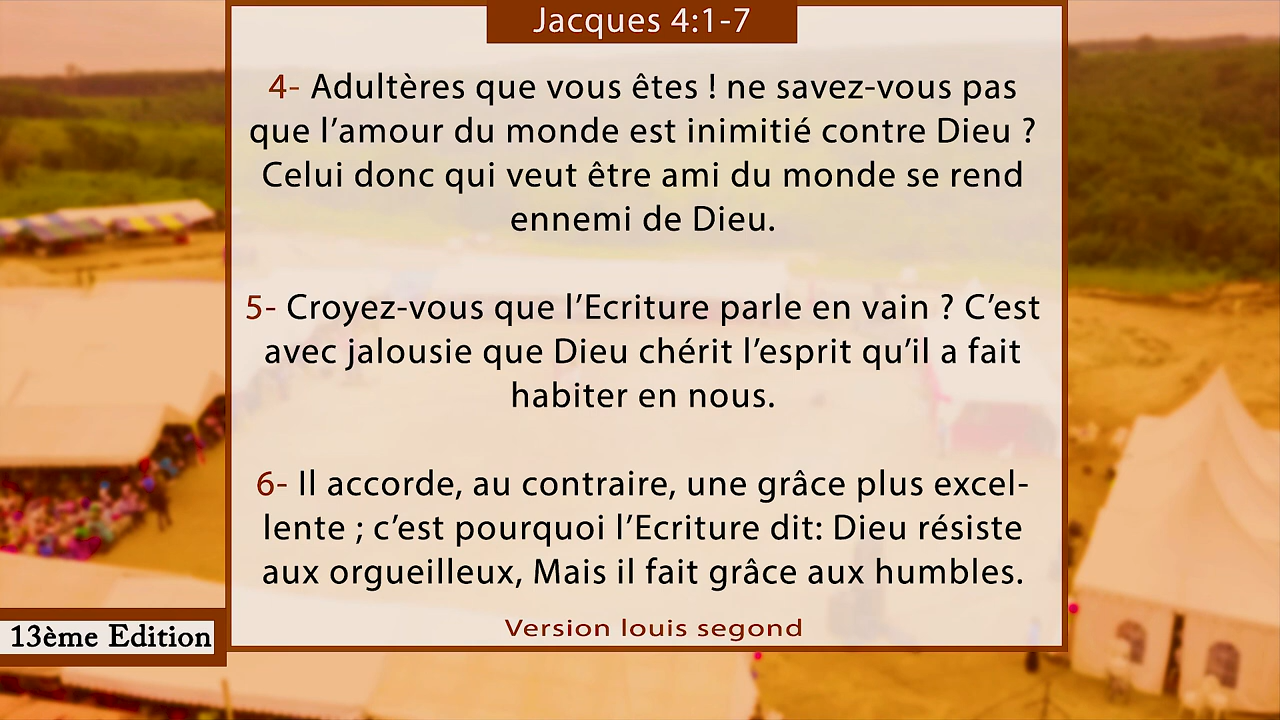 Jacques 4:1-7
4- Adultères que vous êtes ! ne savez-vous pas
que l’amour du monde est inimitié contre Dieu ?
Celui donc qui veut être ami du monde se rend
ennemi de Dieu.
5- Croyez-vous que l’Ecriture parle en vain ? C’est
avec jalousie que Dieu chérit l’esprit qu’il a fait
habiter en nous.
6- Il accorde, au contraire, une grâce plus excel-
lente ; c’est pourquoi l’Ecriture dit: Dieu résiste
aux orgueilleux, Mais il fait grâce aux humbles.
Version louis segond
13ème Edition